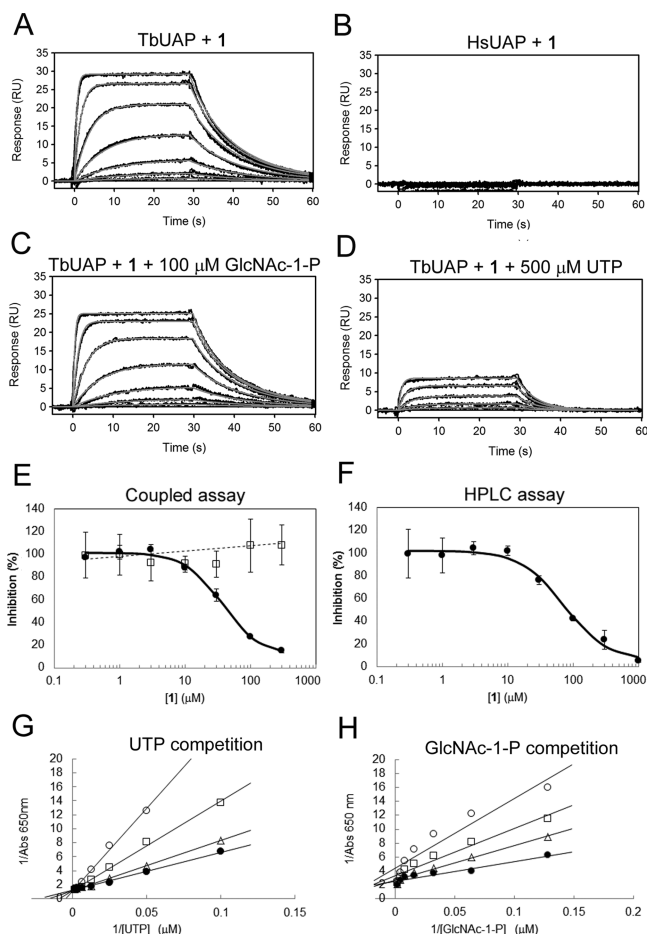 A
TbUAP + 1
Response (RU)
35
30
25
20
15
10
5
0
0 10 20 30 40 50 60
Time (s)
B
HsUAP + 1
Response (RU)
35
30
25
20
15
10
5
0
0 10 20 30 40 50 60
Time (s)
C
TbUAP + 1 + 100 μM GlcNAc-1-P
Response (RU)
35
30
25
20
15
10
5
0
0 10 20 30 40 50 60
Time (s)
D
TbUAP + 1 + 500 μM UTP
Response (RU)
35
30
25
20
15
10
5
0
0 10 20 30 40 50 60
Time (s)
E
Coupled assay
Inhibition (%)
140
120
100
80
60
40
20
0
0.1 1 10 100 1000
[1] (μM)
F
HPLC assay
Inhibition (%)
140
120
100
80
60
40
20
0
0.1 1 10 100 1000
[1] (μM)
G
UTP competition
1/Abs 650nm
20
18
16
14
12
10
8
6
4
2
0 0.05 0.1 0.15
1/[UTP] (μM)
H
GlcNAc-1-P competition
1/Abs 650 nm
20
18
16
14
12
10
8
6
4
2
0 0.05 0.1 0.15 0.2
1/[GlcNAc-1-P] (μM)